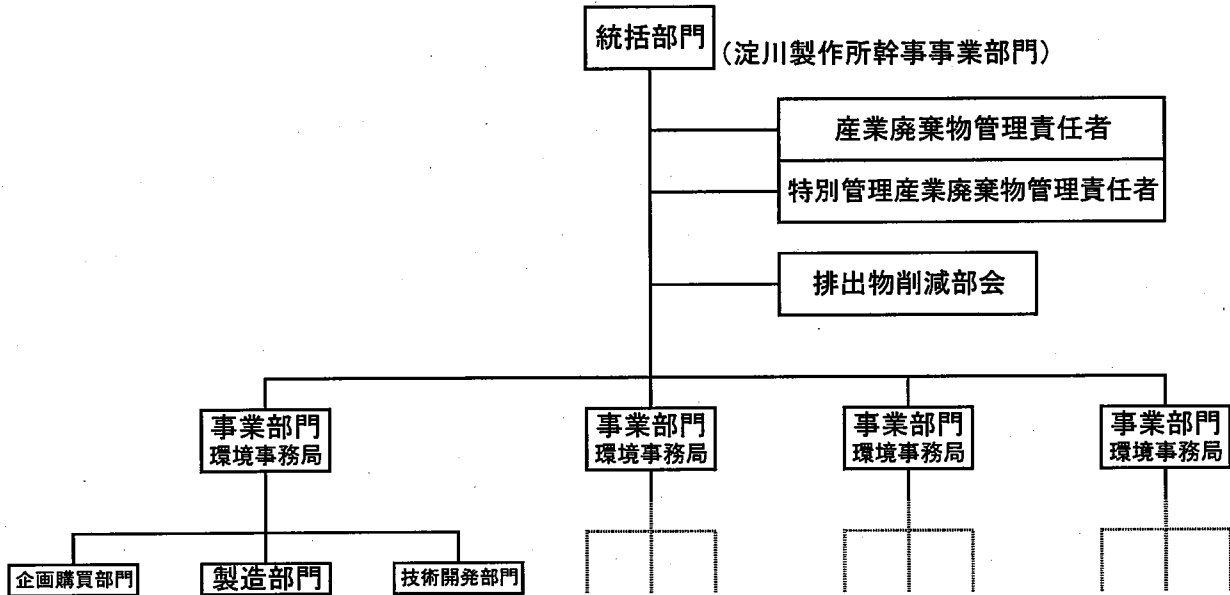 統括部門
(淀川製作所幹事事業部門)
産業廃棄物管理責任者
特別管理産業廃棄物管理責任者
排出物削減部会
事業部門
環境事務局
事業部門
環境事務局
事業部門
環境事務局
事業部門
環境事務局
企画購買部門
製造部門
技術開発部門